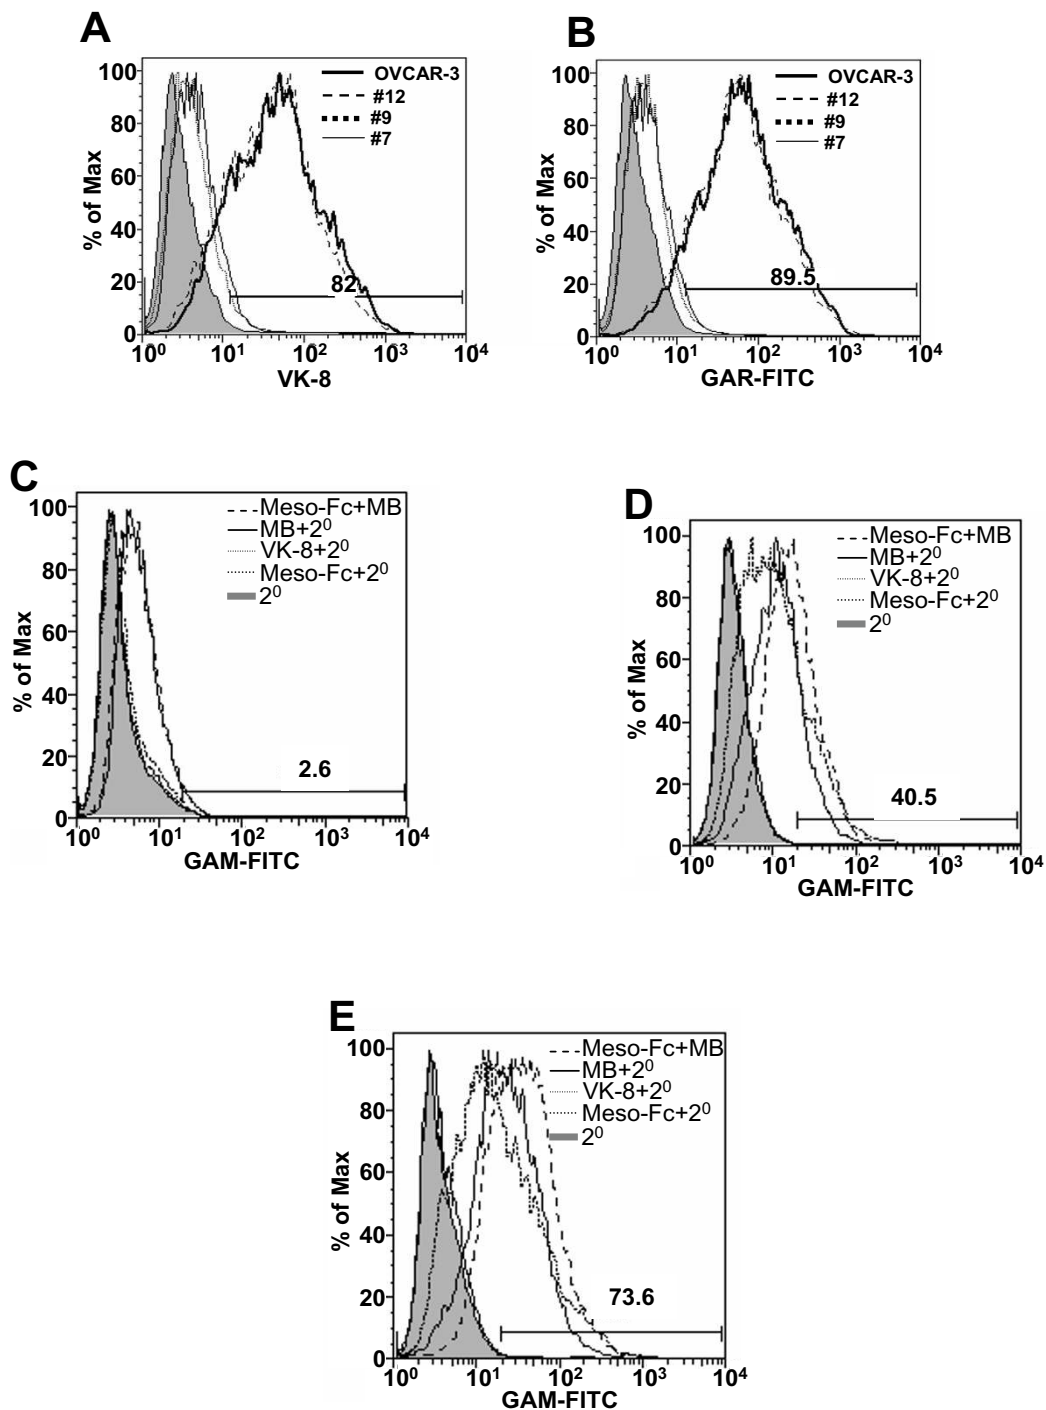 A
100
80
60
40
20
0
% of Max
OVCAR-3
#12
#9
#7
82
10⁰ 10¹ 10² 10³ 10⁴
VK-8
B
100
80
60
40
20
0
% of Max
OVCAR-3
#12
#9
#7
89.5
10⁰ 10¹ 10² 10³ 10⁴
GAR-FITC
C
100
80
60
40
20
0
% of Max
Meso-Fc+MB
MB+2⁰
VK-8+2⁰
Meso-Fc+2⁰
2⁰
2.6
10⁰ 10¹ 10² 10³ 10⁴
GAM-FITC
D
100
80
60
40
20
0
% of Max
Meso-Fc+MB
MB+2⁰
VK-8+2⁰
Meso-Fc+2⁰
2⁰
40.5
10⁰ 10¹ 10² 10³ 10⁴
GAM-FITC
E
100
80
60
40
20
0
% of Max
Meso-Fc+MB
MB+2⁰
VK-8+2⁰
Meso-Fc+2⁰
2⁰
73.6
10⁰ 10¹ 10² 10³ 10⁴
GAM-FITC